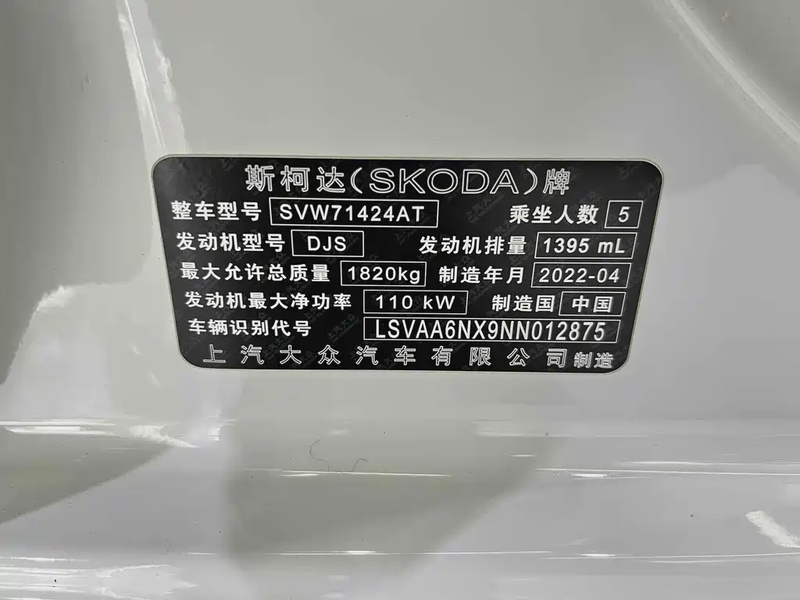 斯柯达(SKODA)牌
整车型号 SVW71424AT 乘坐人数 5
发动机型号 DJS 发动机排量 1395 mL
最大允许总质量 1820kg 制造年月 2022-04
发动机最大净功率 110 kW 制造国 中国
车辆识别代号 LSVAA6NX9NN012875
上汽大众汽车有限公司制造